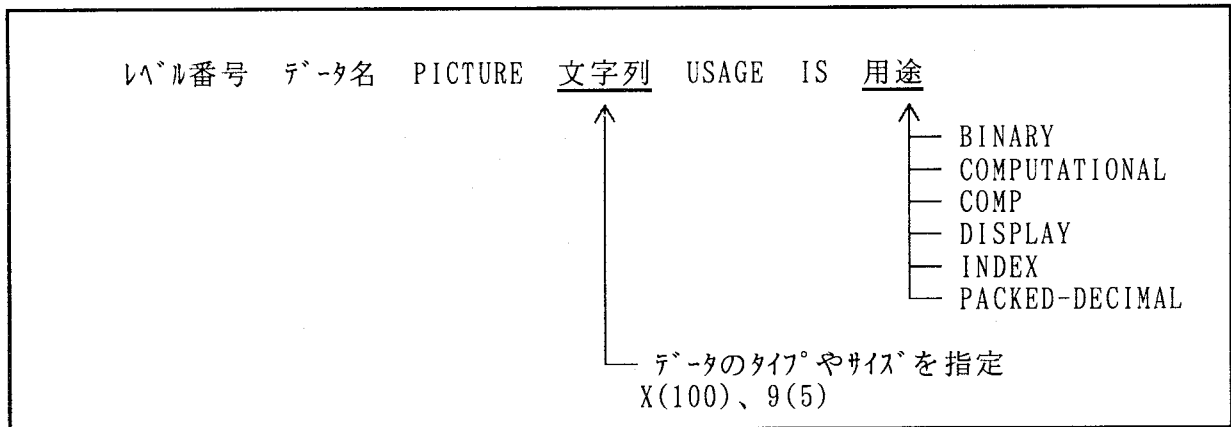 ﾚﾍﾞﾙ番号 ﾃﾞｰﾀ名 PICTURE 文字列 USAGE IS 用途
BINARY
COMPUTATIONAL
COMP
DISPLAY
INDEX
PACKED-DECIMAL
ﾃﾞｰﾀのﾀｲﾌﾟやｻｲｽﾞを指定
X(100)、9(5)